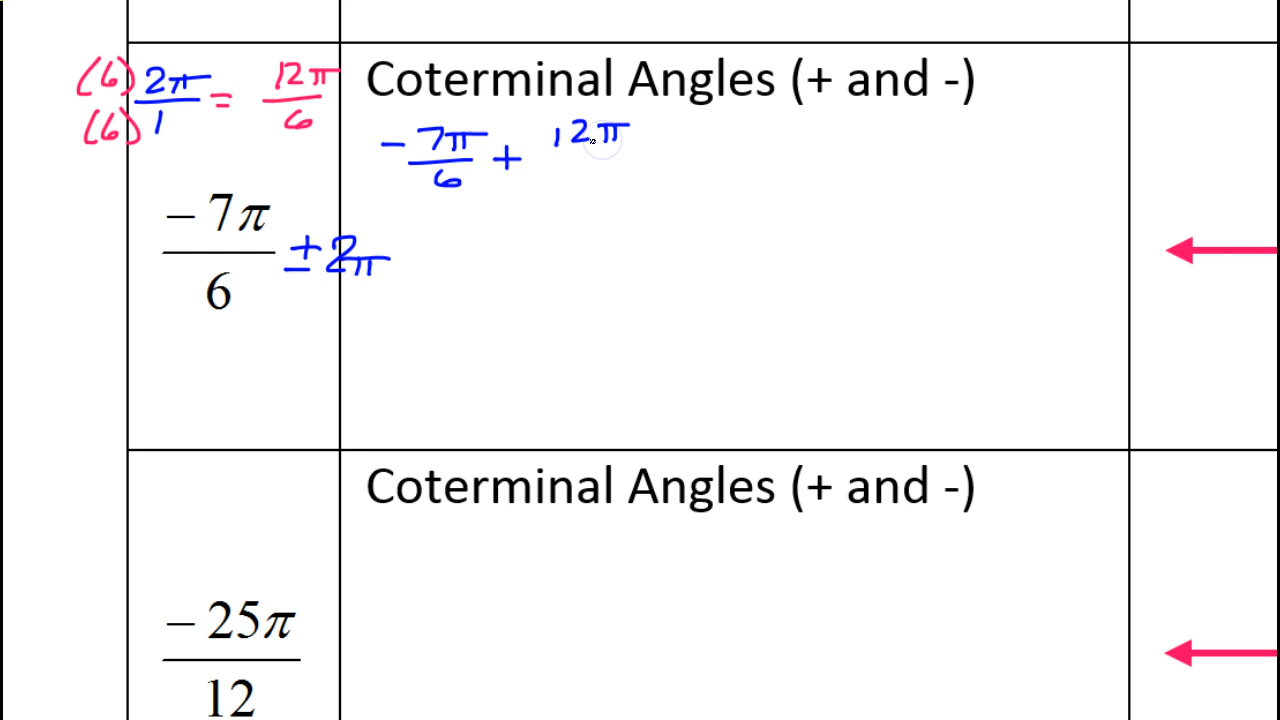 (6) 2π = 12π
(6) 1 6
Coterminal Angles (+ and -)
- 7π + 12π
6
- 7π ± 2π
6
Coterminal Angles (+ and -)
- 25π
12